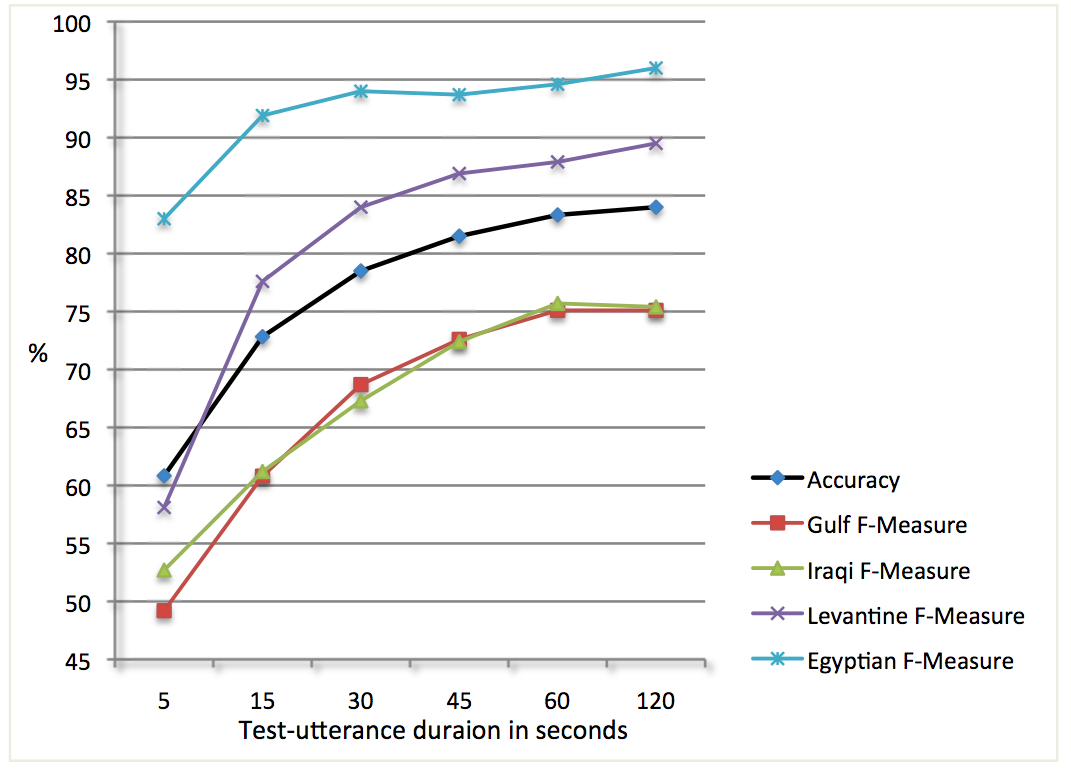 100
95
90
85
80
75
70
65
60
55
50
45
%
5 15 30 45 60 120
Test-utterance duraion in seconds
Accuracy
Gulf F-Measure
Iraqi F-Measure
Levantine F-Measure
Egyptian F-Measure